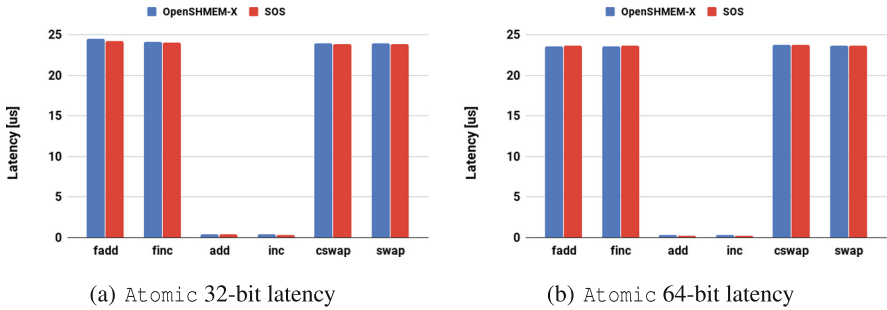 OpenSHMEM-X SOS
25
20
15
10
5
0
Latency [us]
fadd finc add inc cswap swap
(a) Atomic 32-bit latency
OpenSHMEM-X SOS
25
20
15
10
5
0
Latency [us]
fadd finc add inc cswap swap
(b) Atomic 64-bit latency